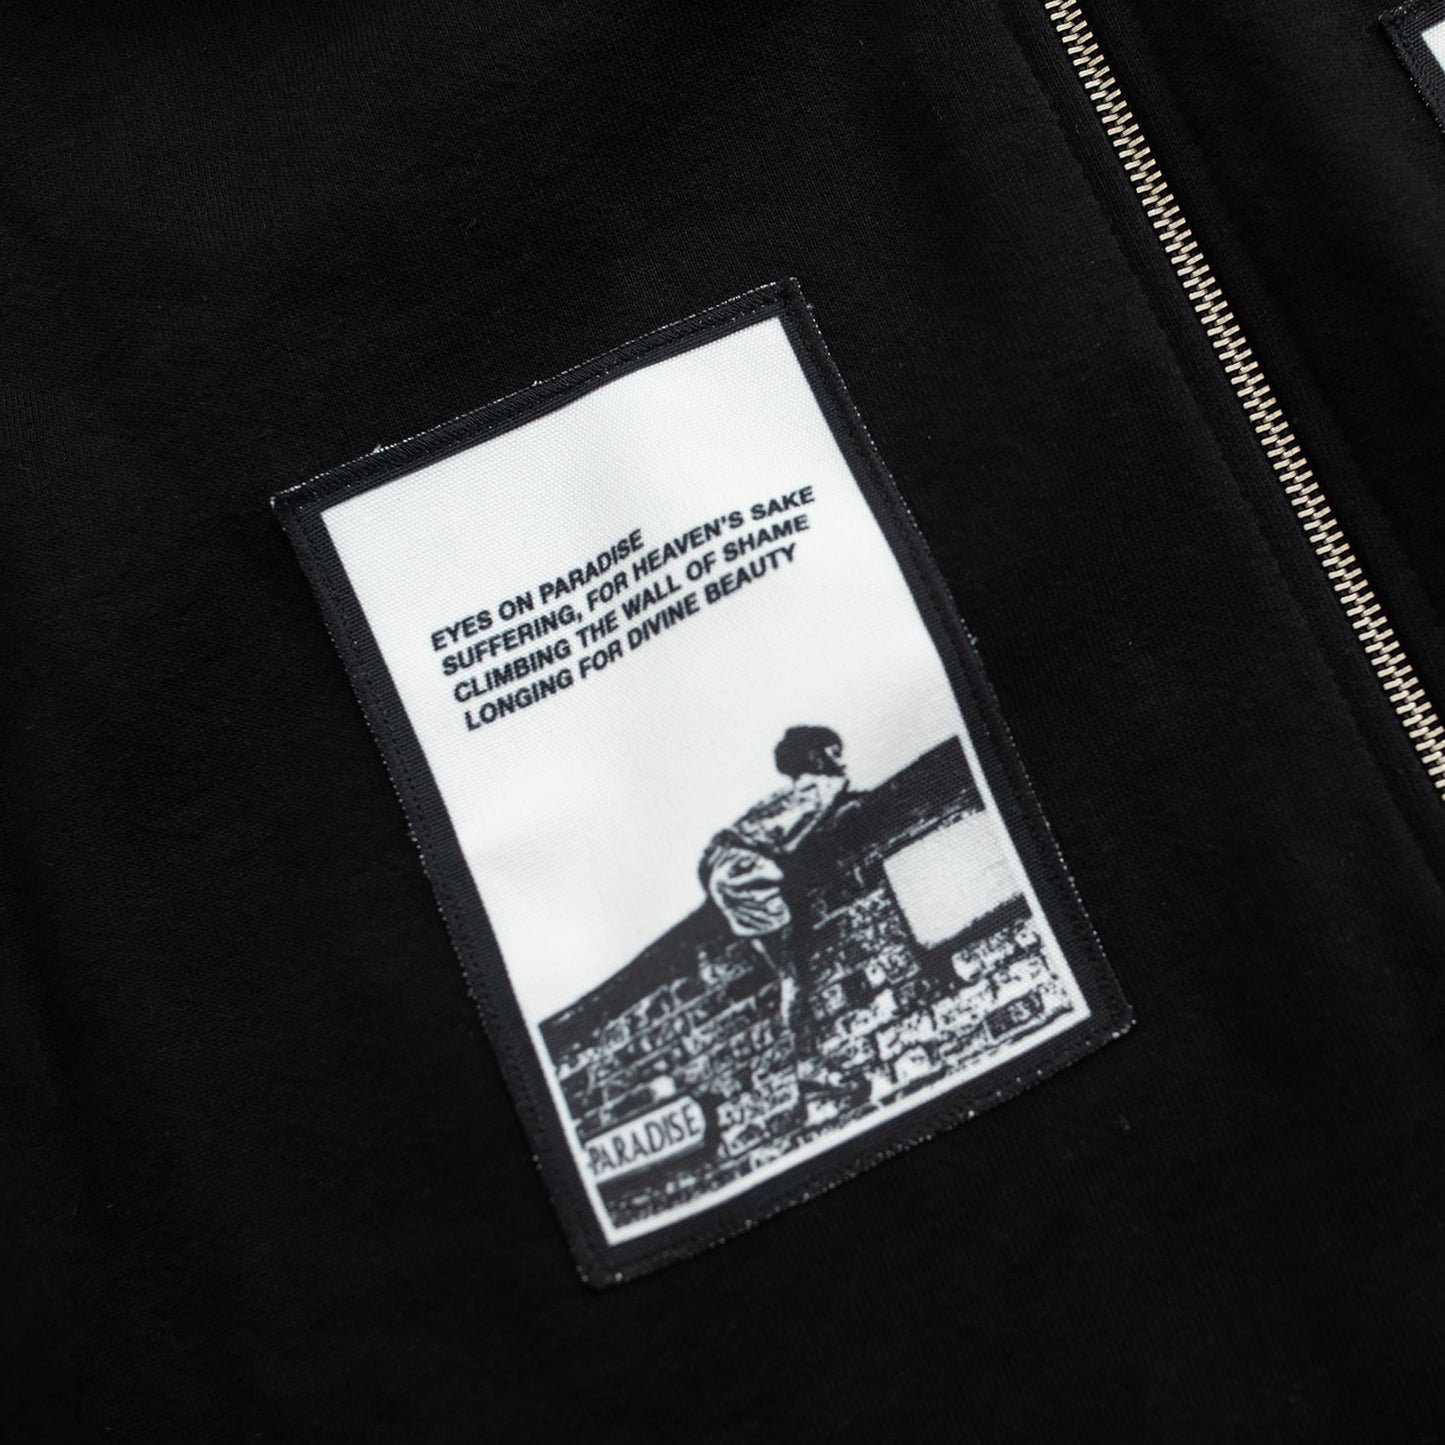 EYES ON PARADISE
SUFFERING, FOR HEAVEN'S SAKE
CLIMBING THE WALL OF SHAME
LONGING FOR DIVINE BEAUTY
PARADISE